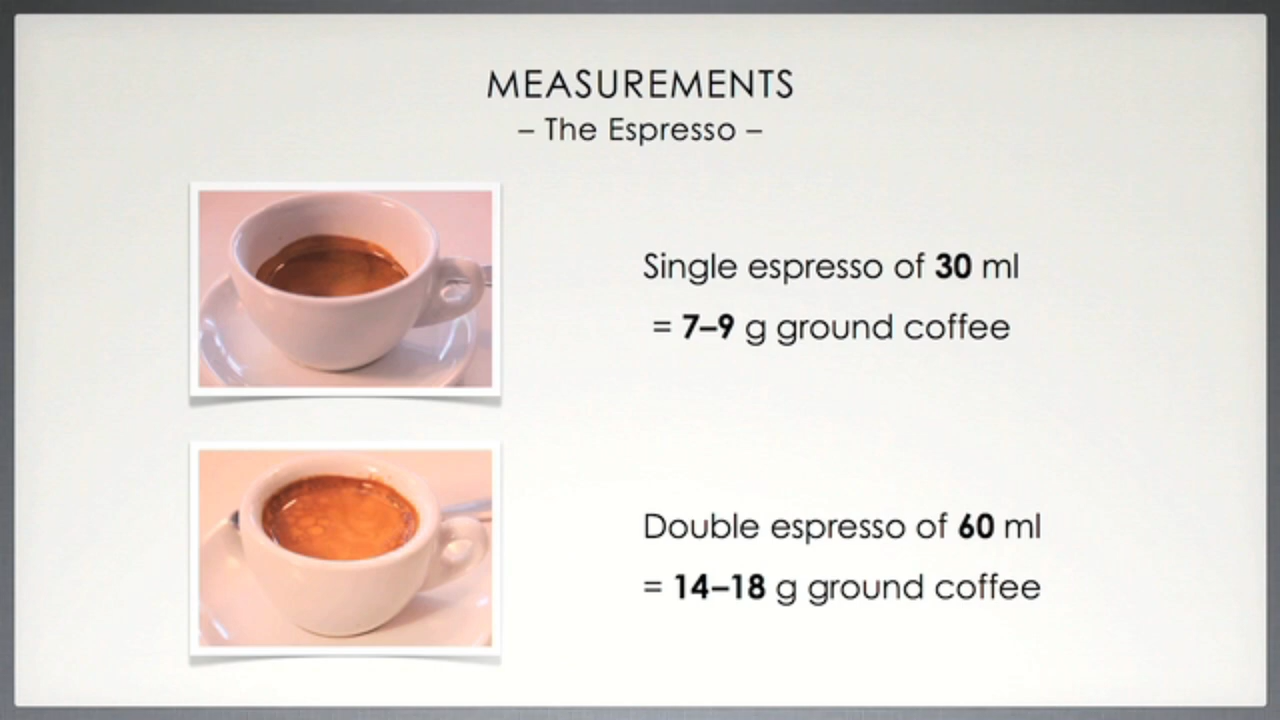 MEASUREMENTS
– The Espresso –
Single espresso of 30 ml
= 7–9 g ground coffee
Double espresso of 60 ml
= 14–18 g ground coffee